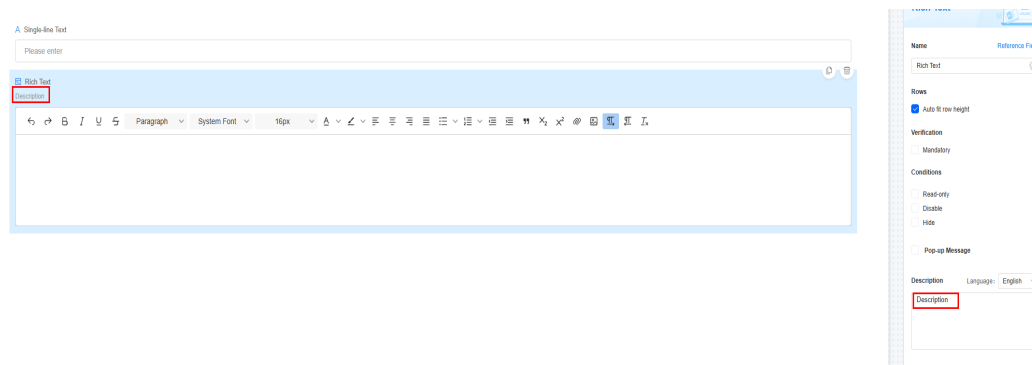 Single-line Text
Please enter
Rich Text
Description
Paragraph
System Font
16px
Name
Reference
Rich Text
Rows
Auto fit row height
Verification
Mandatory
Conditions
Read-only
Disable
Hide
Pop-up Message
Description
Language:
English
Description